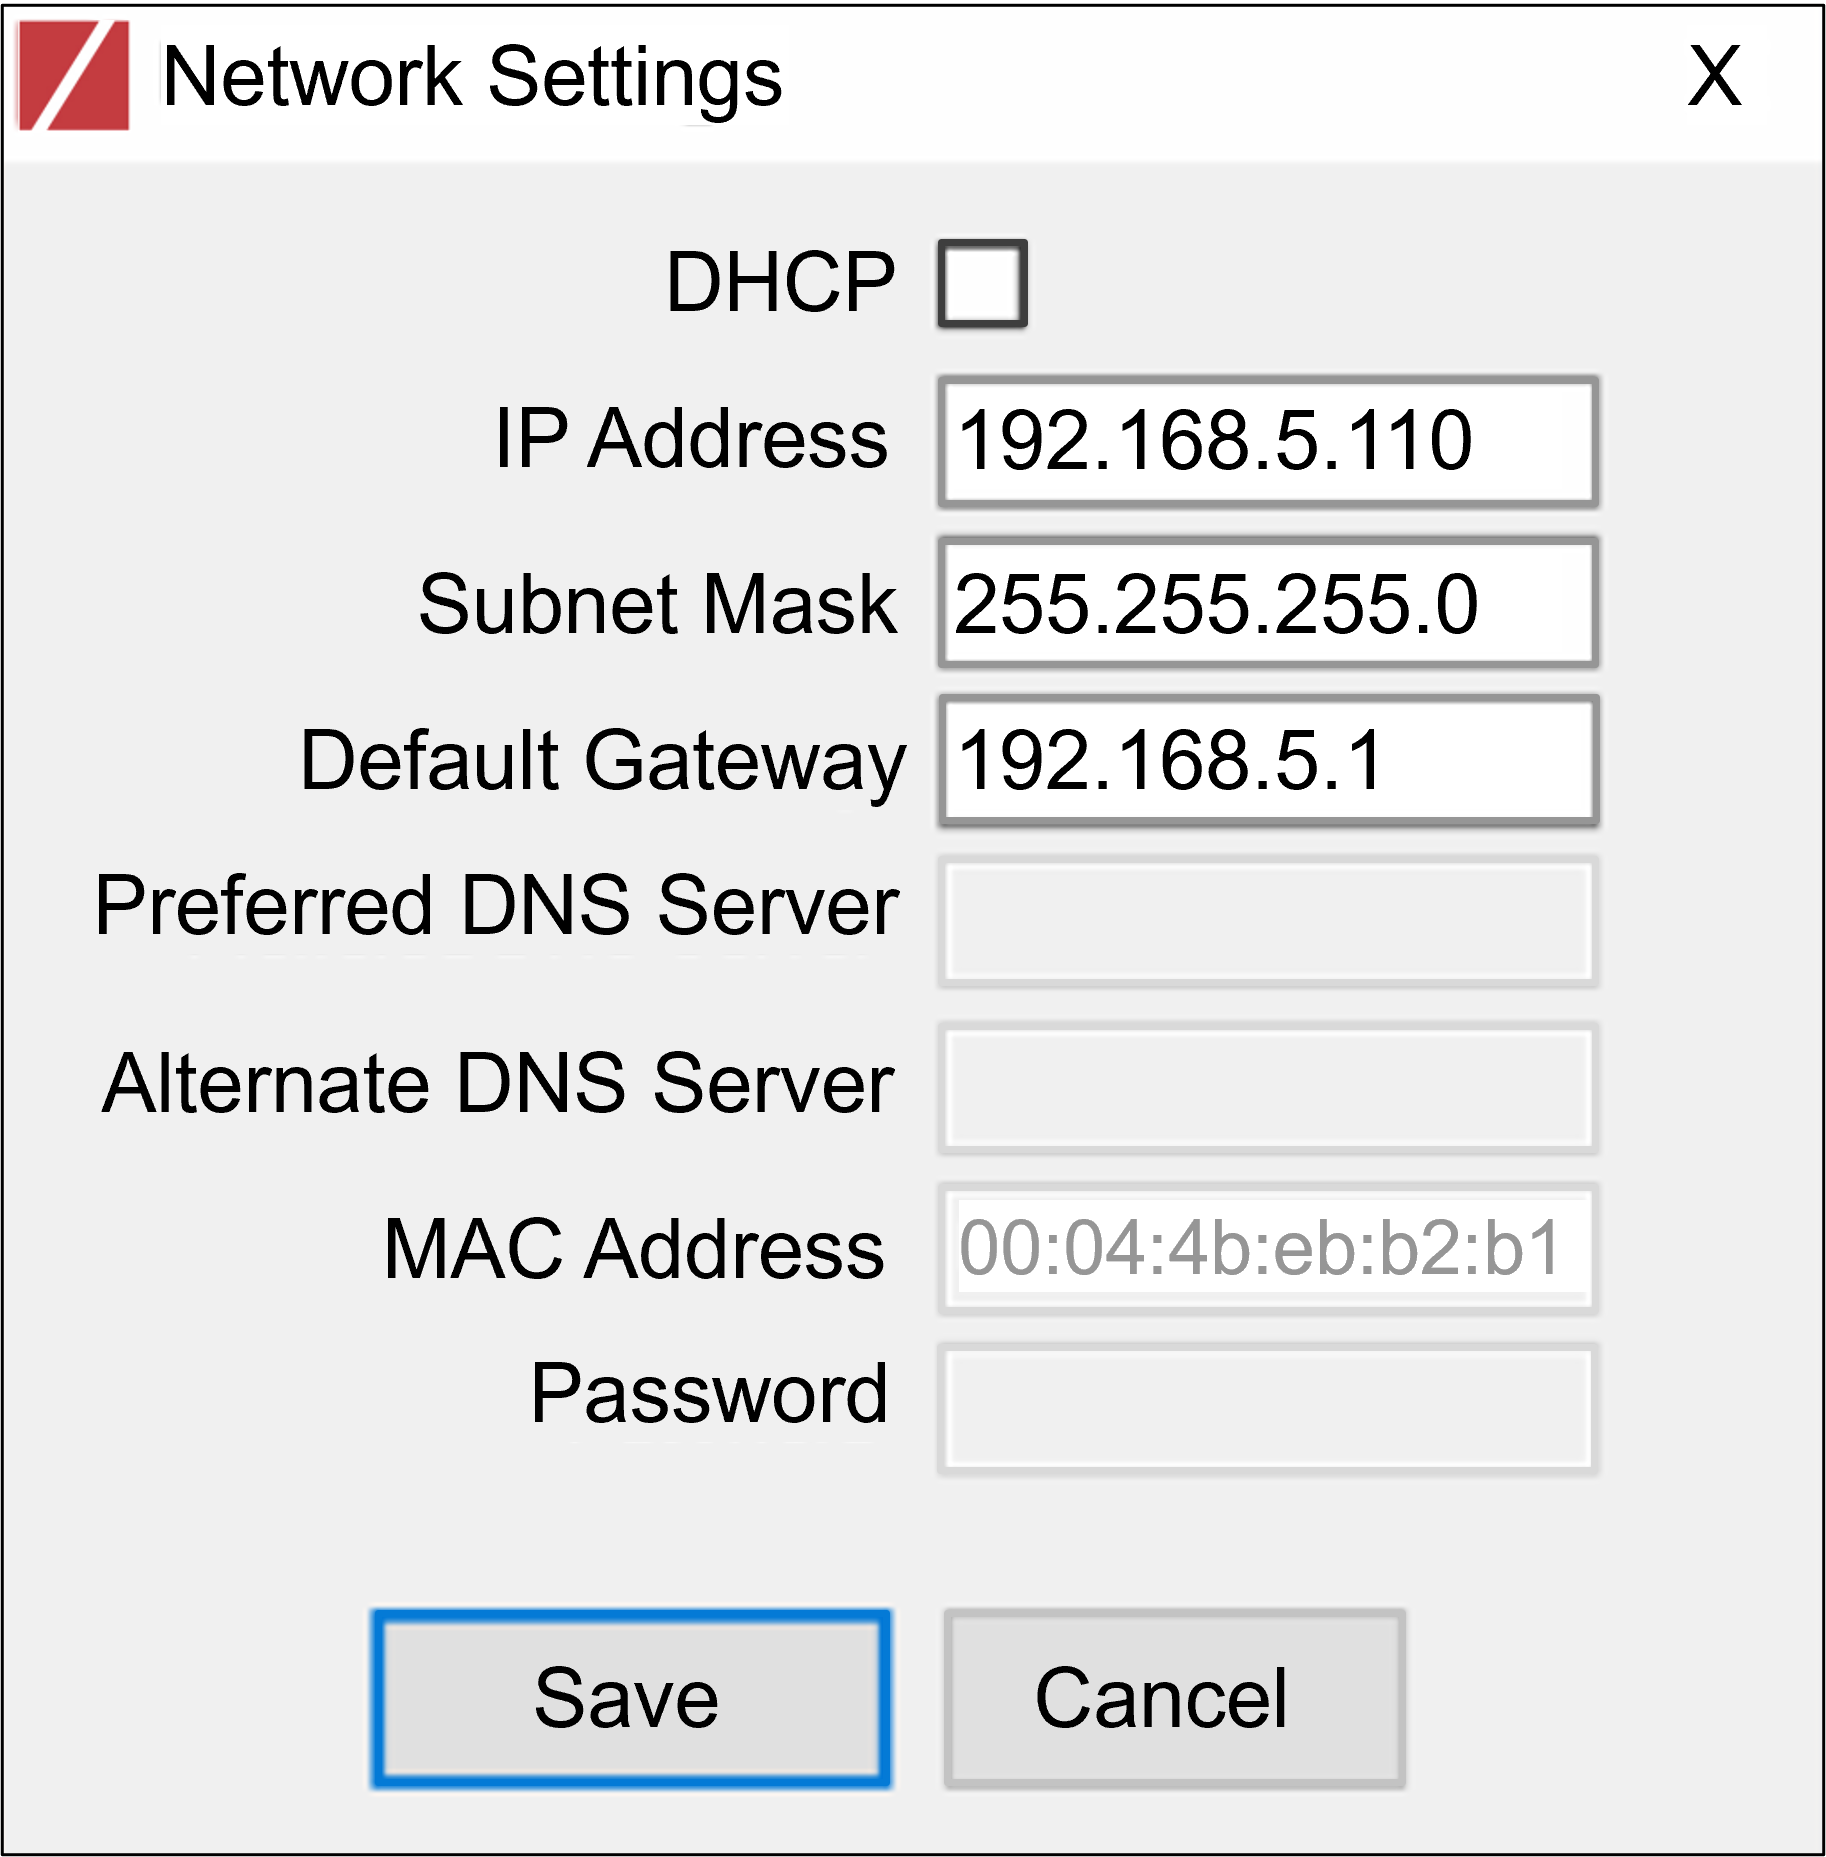 Network Settings X
DHCP
IP Address 192.168.5.110
Subnet Mask 255.255.255.0
Default Gateway 192.168.5.1
Preferred DNS Server
Alternate DNS Server
MAC Address 00:04:4b:eb:b2:b1
Password
Save Cancel